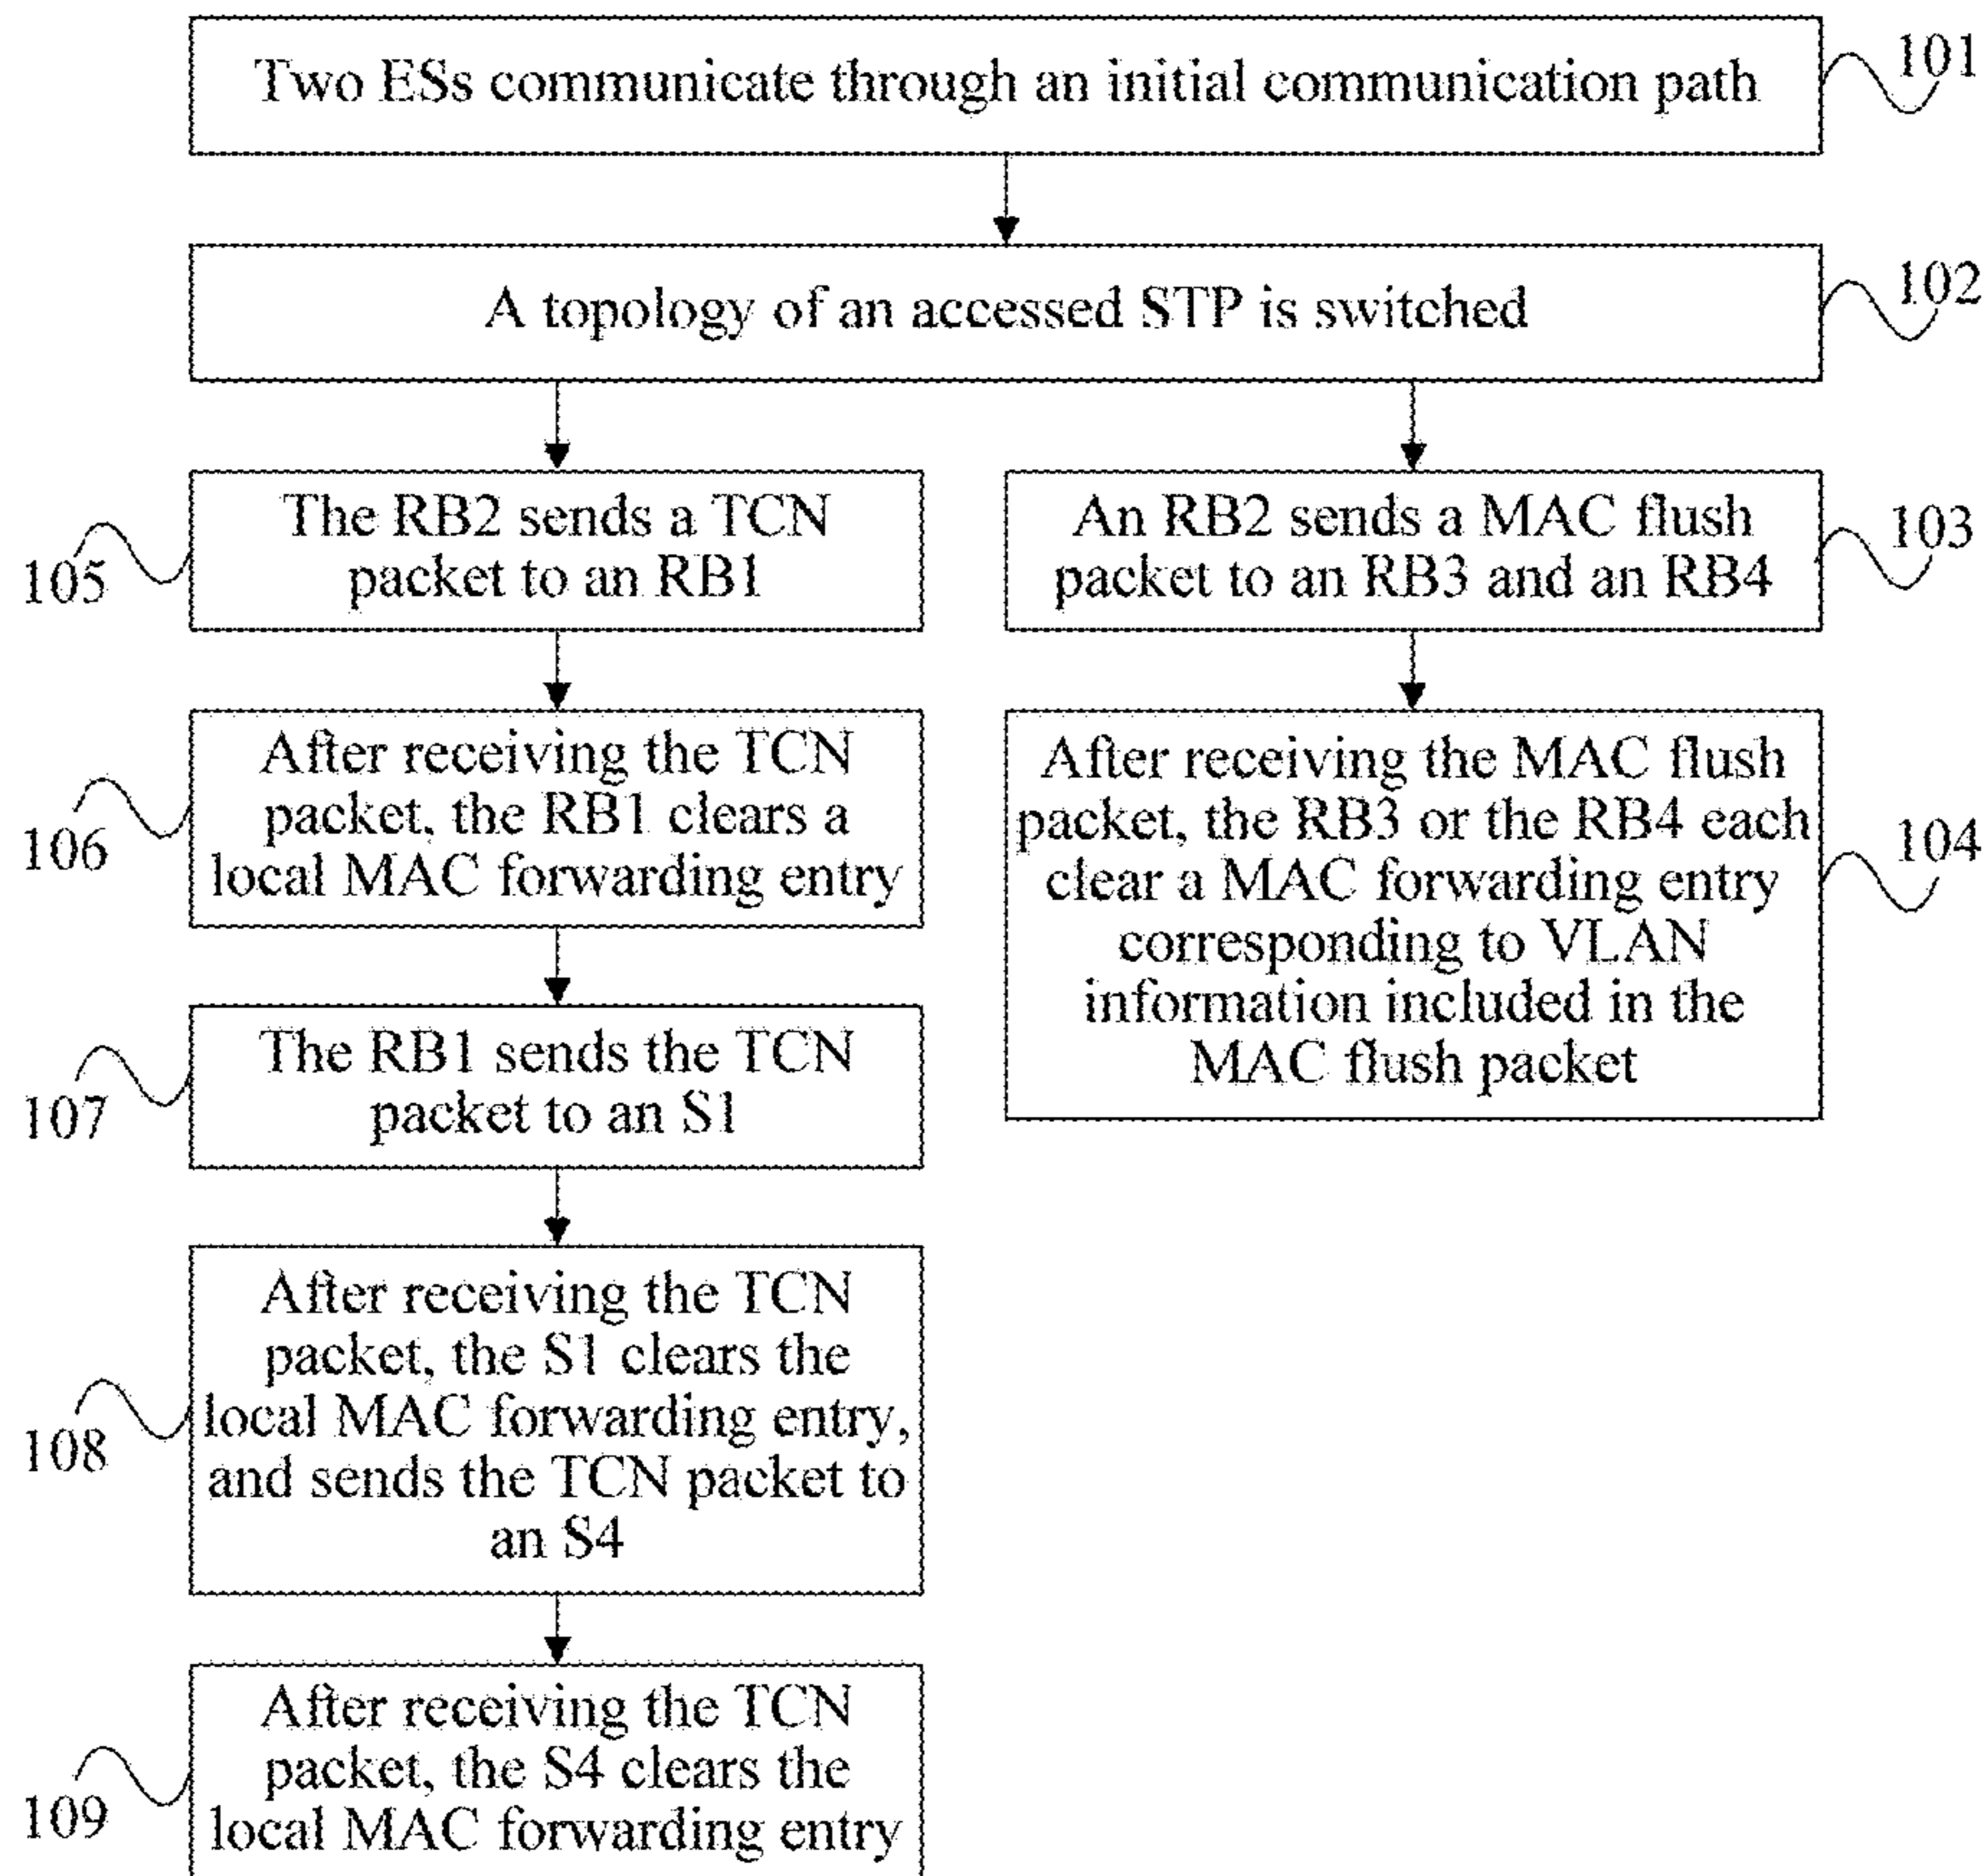 Two ESs communicate through an initial communication path
101
A topology of an accessed STP is switched
102
The RB2 sends a TCN
packet to an RB1
105
An RB2 sends a MAC flush
packet to an RB3 and an RB4
103
After receiving the TCN
packet, the RB1 clears a
local MAC forwarding entry
106
After receiving the MAC flush
packet, the RB3 or the RB4 each
clear a MAC forwarding entry
corresponding to VLAN
information included in the
MAC flush packet
104
The RB1 sends the TCN
packet to an S1
107
After receiving the TCN
packet, the S1 clears the
local MAC forwarding entry,
and sends the TCN packet to
an S4
108
After receiving the TCN
packet, the S4 clears the
local MAC forwarding entry
109